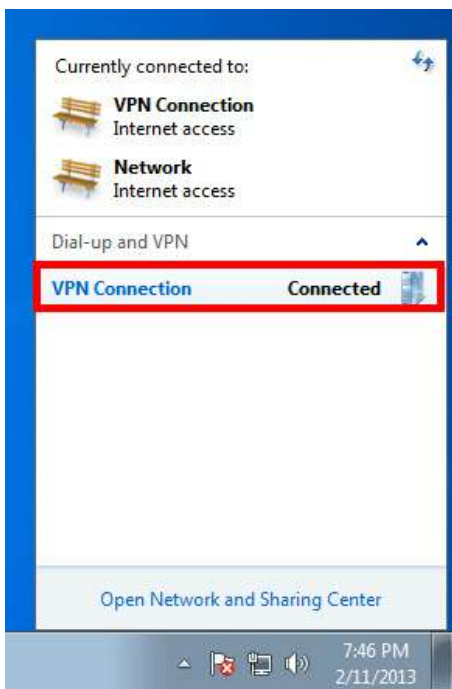 Currently connected to:
VPN Connection
Internet access
Network
Internet access
Dial-up and VPN
VPN Connection Connected
Open Network and Sharing Center
7:46 PM
2/11/2013